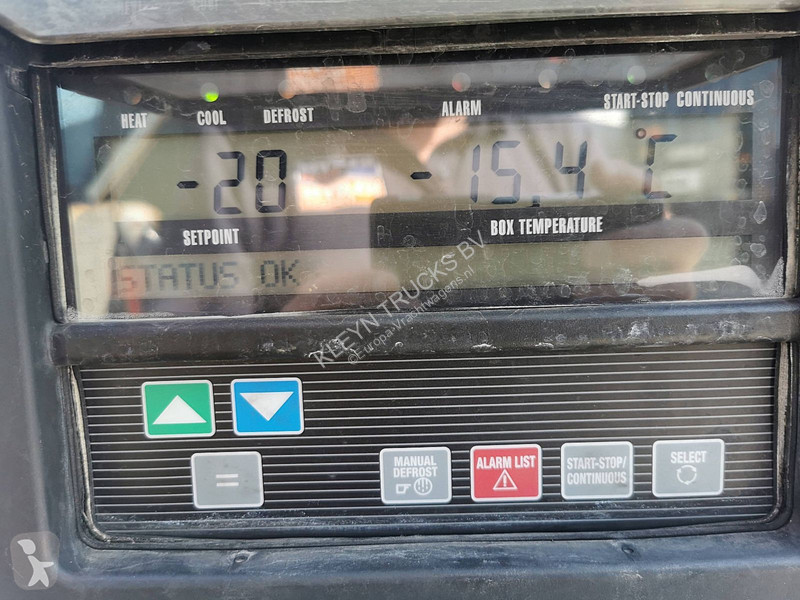 HEAT COOL DEFROST ALARM START-STOP CONTINUOUS
-20 -15.4 °C
SETPOINT BOX TEMPERATURE
STATUS OK
KLEYN TRUCKS BV
©Europa-Vrachtwagens.nl
=
MANUAL DEFROST
ALARM LIST
START-STOP/
CONTINUOUS
SELECT